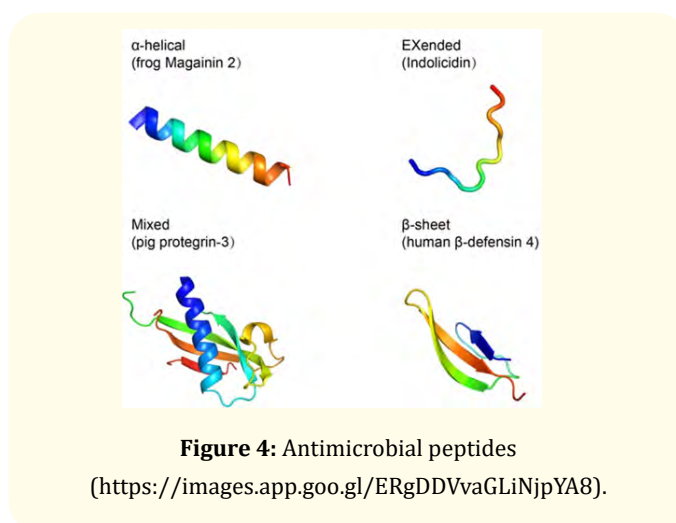 α-helical
(frog Magainin 2)
EXended
(Indolicidin)
Mixed
(pig protegrin-3)
β-sheet
(human β-defensin 4)
Figure 4: Antimicrobial peptides
(https://images.app.goo.gl/ERgDDVvaGLiNjpYA8).